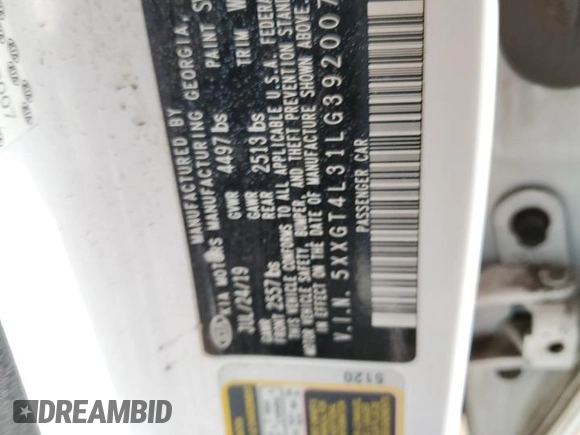 MANUFACTURED BY
KIA MOTORS MANUFACTURING GEORGIA,
JUL/24/19 GVWR 4497lbs PAINT
GAWR FRONT 2557lbs GAWR REAR 2513lbs TRIM
THIS VEHICLE CONFORMS TO ALL APPLICABLE U.S.A. FEDERAL
MOTOR VEHICLE SAFETY, BUMPER, AND THEFT PREVENTION STANDARDS
IN EFFECT ON THE DATE OF MANUFACTURE SHOWN ABOVE.
V.I.N. 5XXGT4L31LG392007
PASSENGER CAR
5120
DREAMBID